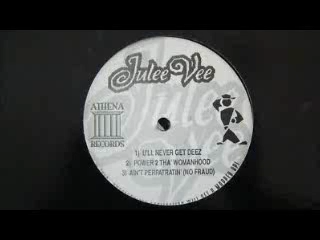 Julee Vee
ATHENA
RECORDS
1) U'LL NEVER GET DEEZ
2) POWER 2 THA' WOMANHOOD
3) AIN'T PERPATRATIN' (NO FRAUD)